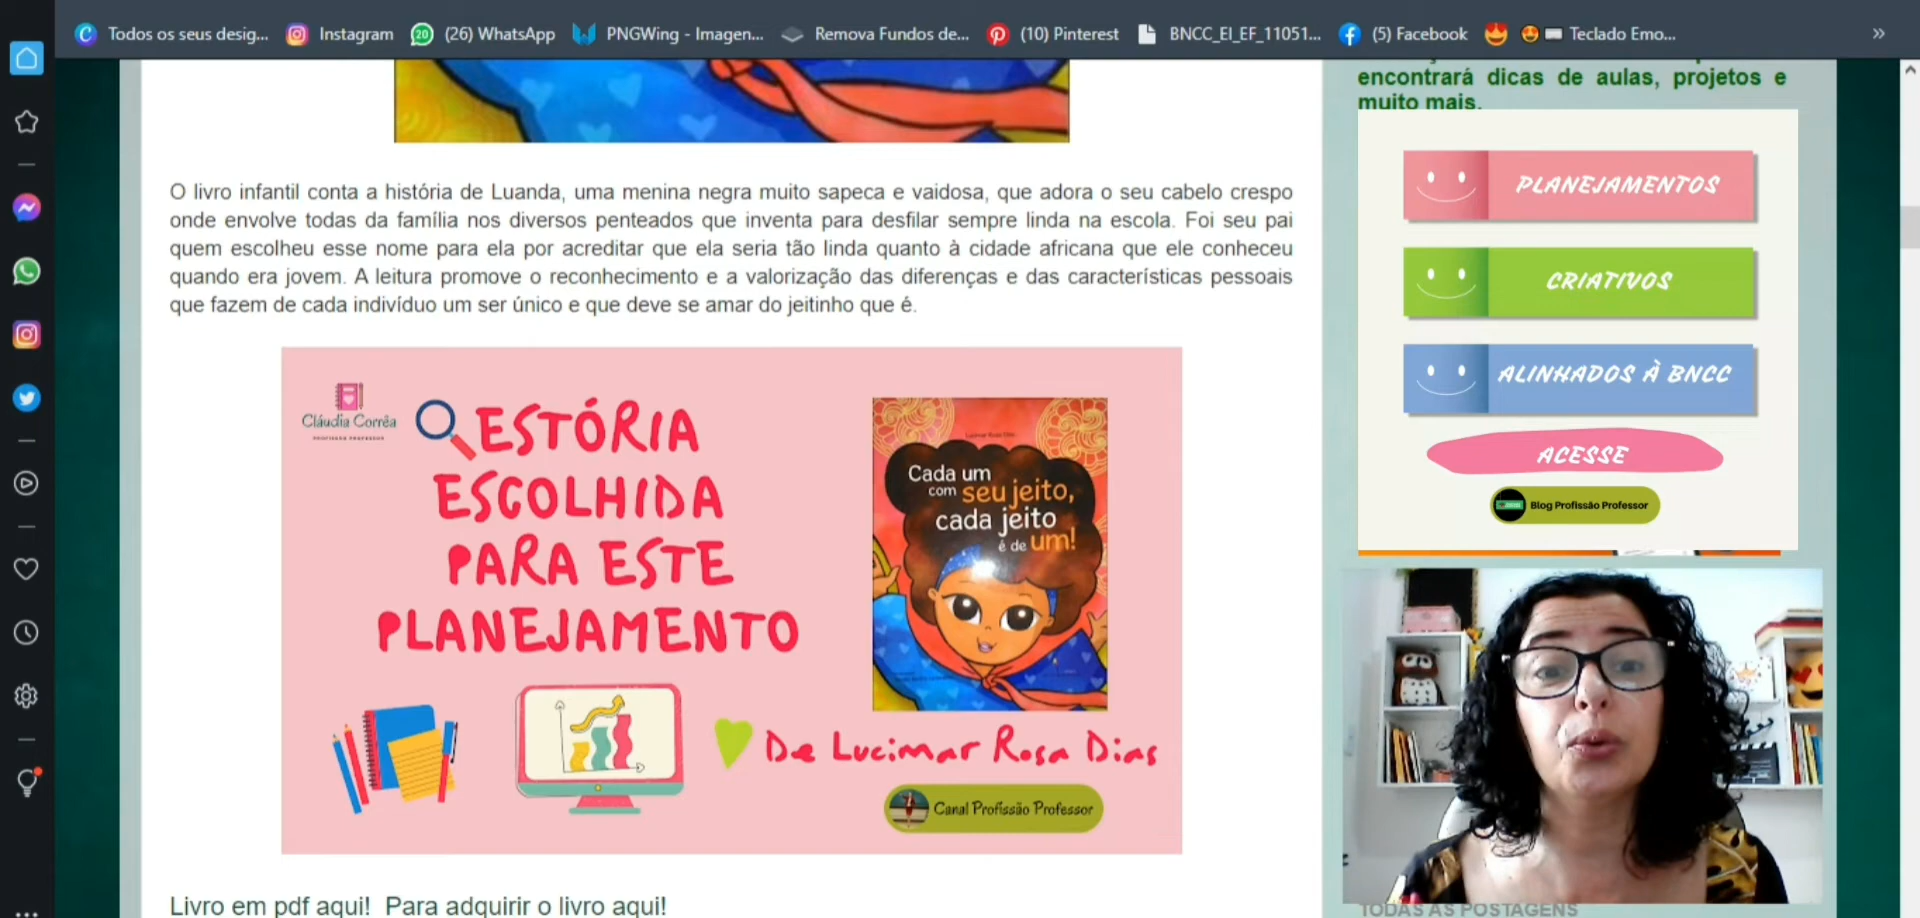 Todos os seus desig...
Instagram
20
(26) WhatsApp
PNGWing - Imagen...
Remova Fundos de...
(10) Pinterest
BNCC_EI_EF_11051...
(5) Facebook
Teclado Emo...
»
encontrará dicas de aulas, projetos e
muito mais.
O livro infantil conta a história de Luanda, uma menina negra muito sapeca e vaidosa, que adora o seu cabelo crespo
onde envolve todas da família nos diversos penteados que inventa para desfilar sempre linda na escola. Foi seu pai
quem escolheu esse nome para ela por acreditar que ela seria tão linda quanto à cidade africana que ele conheceu
quando era jovem. A leitura promove o reconhecimento e a valorização das diferenças e das características pessoais
que fazem de cada indivíduo um ser único e que deve se amar do jeitinho que é.
Cláudia Corrêa
PROFISSÃO PROFESSOR
ESTÓRIA
ESCOLHIDA
PARA ESTE
PLANEJAMENTO
Lucimar Rosa Dias
Cada um
com seu jeito,
cada jeito
é de um!
De Lucimar Rosa Dias
Canal Profissão Professor
Livro em pdf aqui! Para adquirir o livro aqui!
PLANEJAMENTOS
CRIATIVOS
ALINHADOS À BNCC
ACESSE
Blog Profissão Professor
TODAS AS POSTAGENS